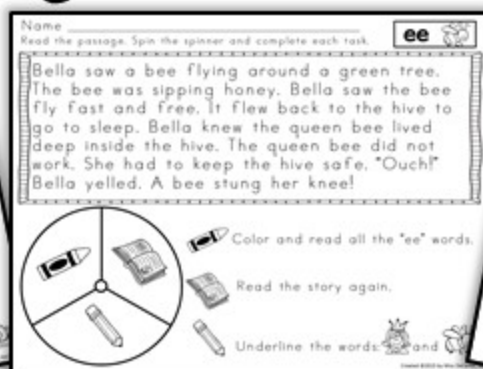 Name
Read the passage. Spin the spinner and complete each task.
ee
Bella saw a bee flying around a green tree.
The bee was sipping honey. Bella saw the bee
fly fast and free. It flew back to the hive to
go to sleep. Bella knew the queen bee lived
deep inside the hive. The queen bee did not
work. She had to keep the hive safe. "Ouch!"
Bella yelled. A bee stung her knee!
Color and read all the "ee" words.
Read the story again.
Underline the words: and